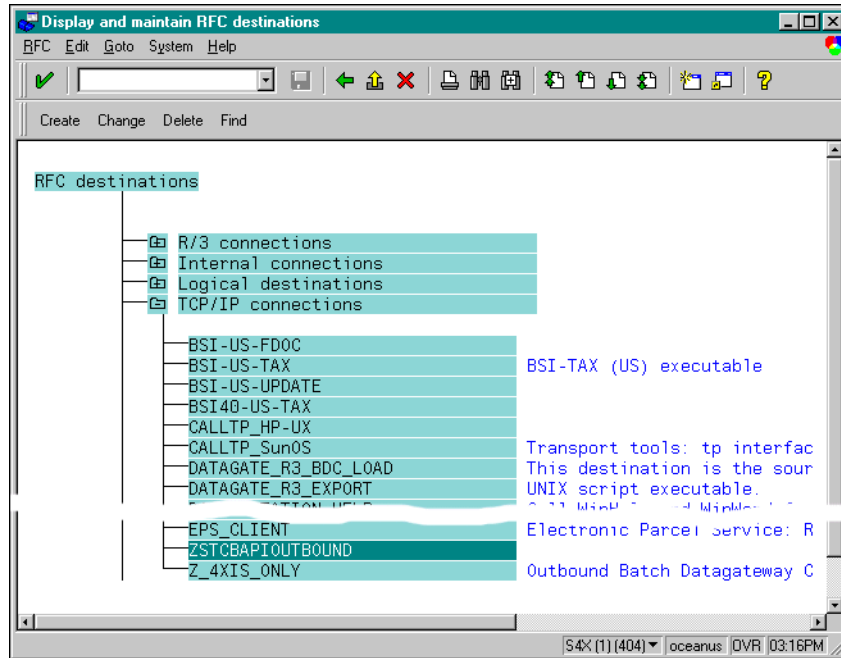 Display and maintain RFC destinations
RFC Edit Goto System Help
Create Change Delete Find
RFC destinations
R/3 connections
Internal connections
Logical destinations
TCP/IP connections
BSI-US-FDOC
BSI-US-TAX BSI-TAX (US) executable
BSI-US-UPDATE
BSI40-US-TAX
CALLTP_HP-UX
CALLTP_SunOS Transport tools: tp interfac
DATAGATE_R3_BDC_LOAD This destination is the sour
DATAGATE_R3_EXPORT UNIX script executable.
EPS_CLIENT Electronic Parcel Service: R
ZSTCBAPIOUTBOUND
Z_4XIS_ONLY Outbound Batch Datagateway C
S4X (1) (404) oceanus OVR 03:16PM